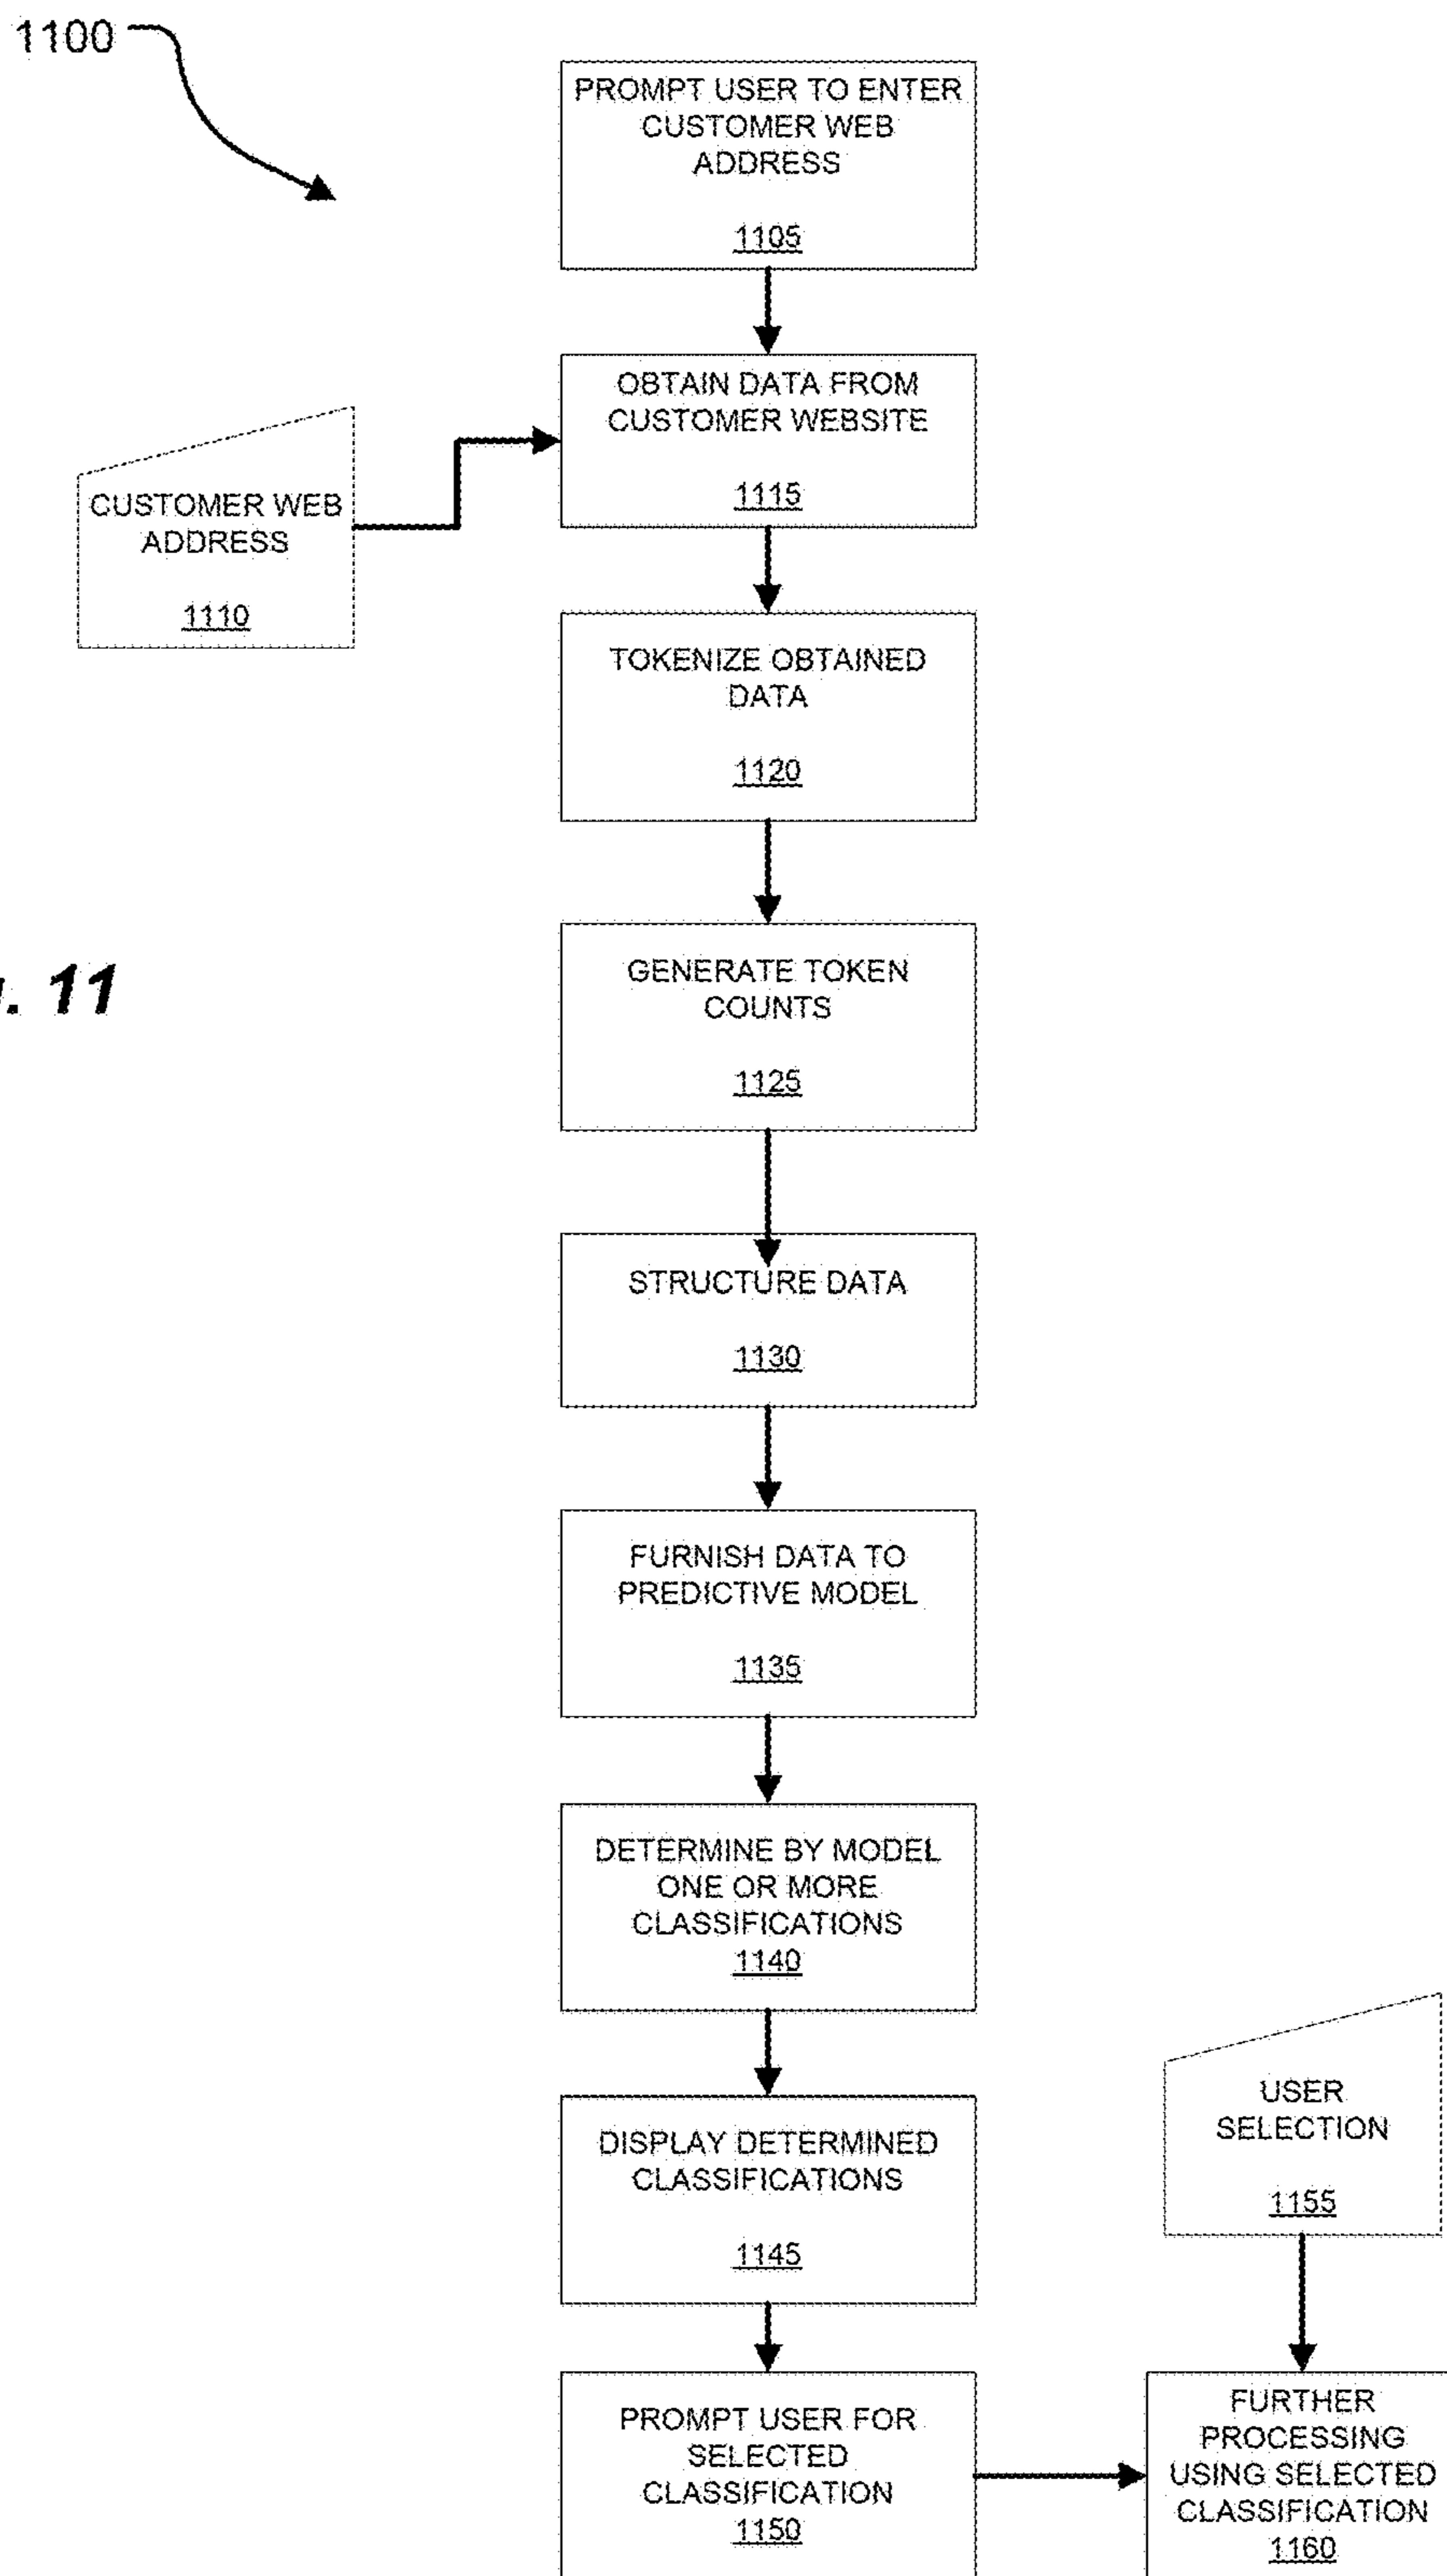 1100
PROMPT USER TO ENTER
CUSTOMER WEB
ADDRESS
1105
OBTAIN DATA FROM
CUSTOMER WEBSITE
1115
CUSTOMER WEB
ADDRESS
1110
TOKENIZE OBTAINED
DATA
1120
GENERATE TOKEN
COUNTS
1125
. 11
STRUCTURE DATA
1130
FURNISH DATA TO
PREDICTIVE MODEL
1135
DETERMINE BY MODEL
ONE OR MORE
CLASSIFICATIONS
1140
DISPLAY DETERMINED
CLASSIFICATIONS
1145
USER
SELECTION
1155
PROMPT USER FOR
SELECTED
CLASSIFICATION
1150
FURTHER
PROCESSING
USING SELECTED
CLASSIFICATION
1160